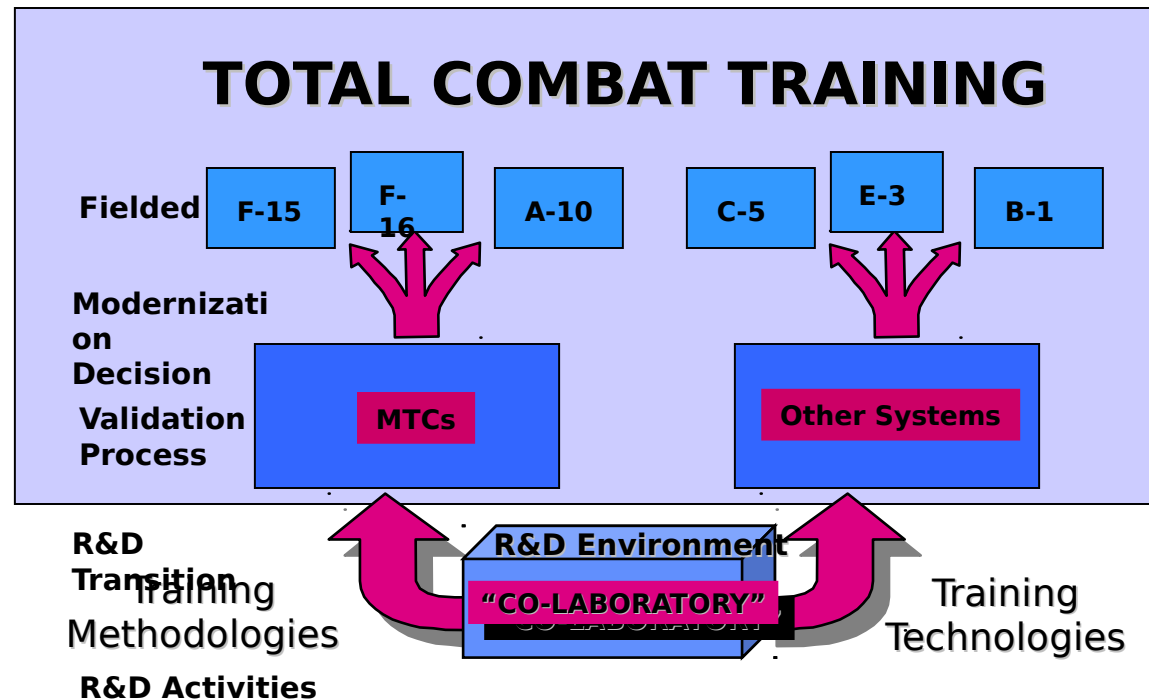 TOTAL COMBAT TRAINING
Fielded
F-15
F-
16
A-10
C-5
E-3
B-1
Modernizati
on
Decision
Validation
Process
MTCs
Other Systems
R&D
Transition
R&D Environment
“CO-LABORATORY”
Training
Methodologies
Training
Technologies
R&D Activities